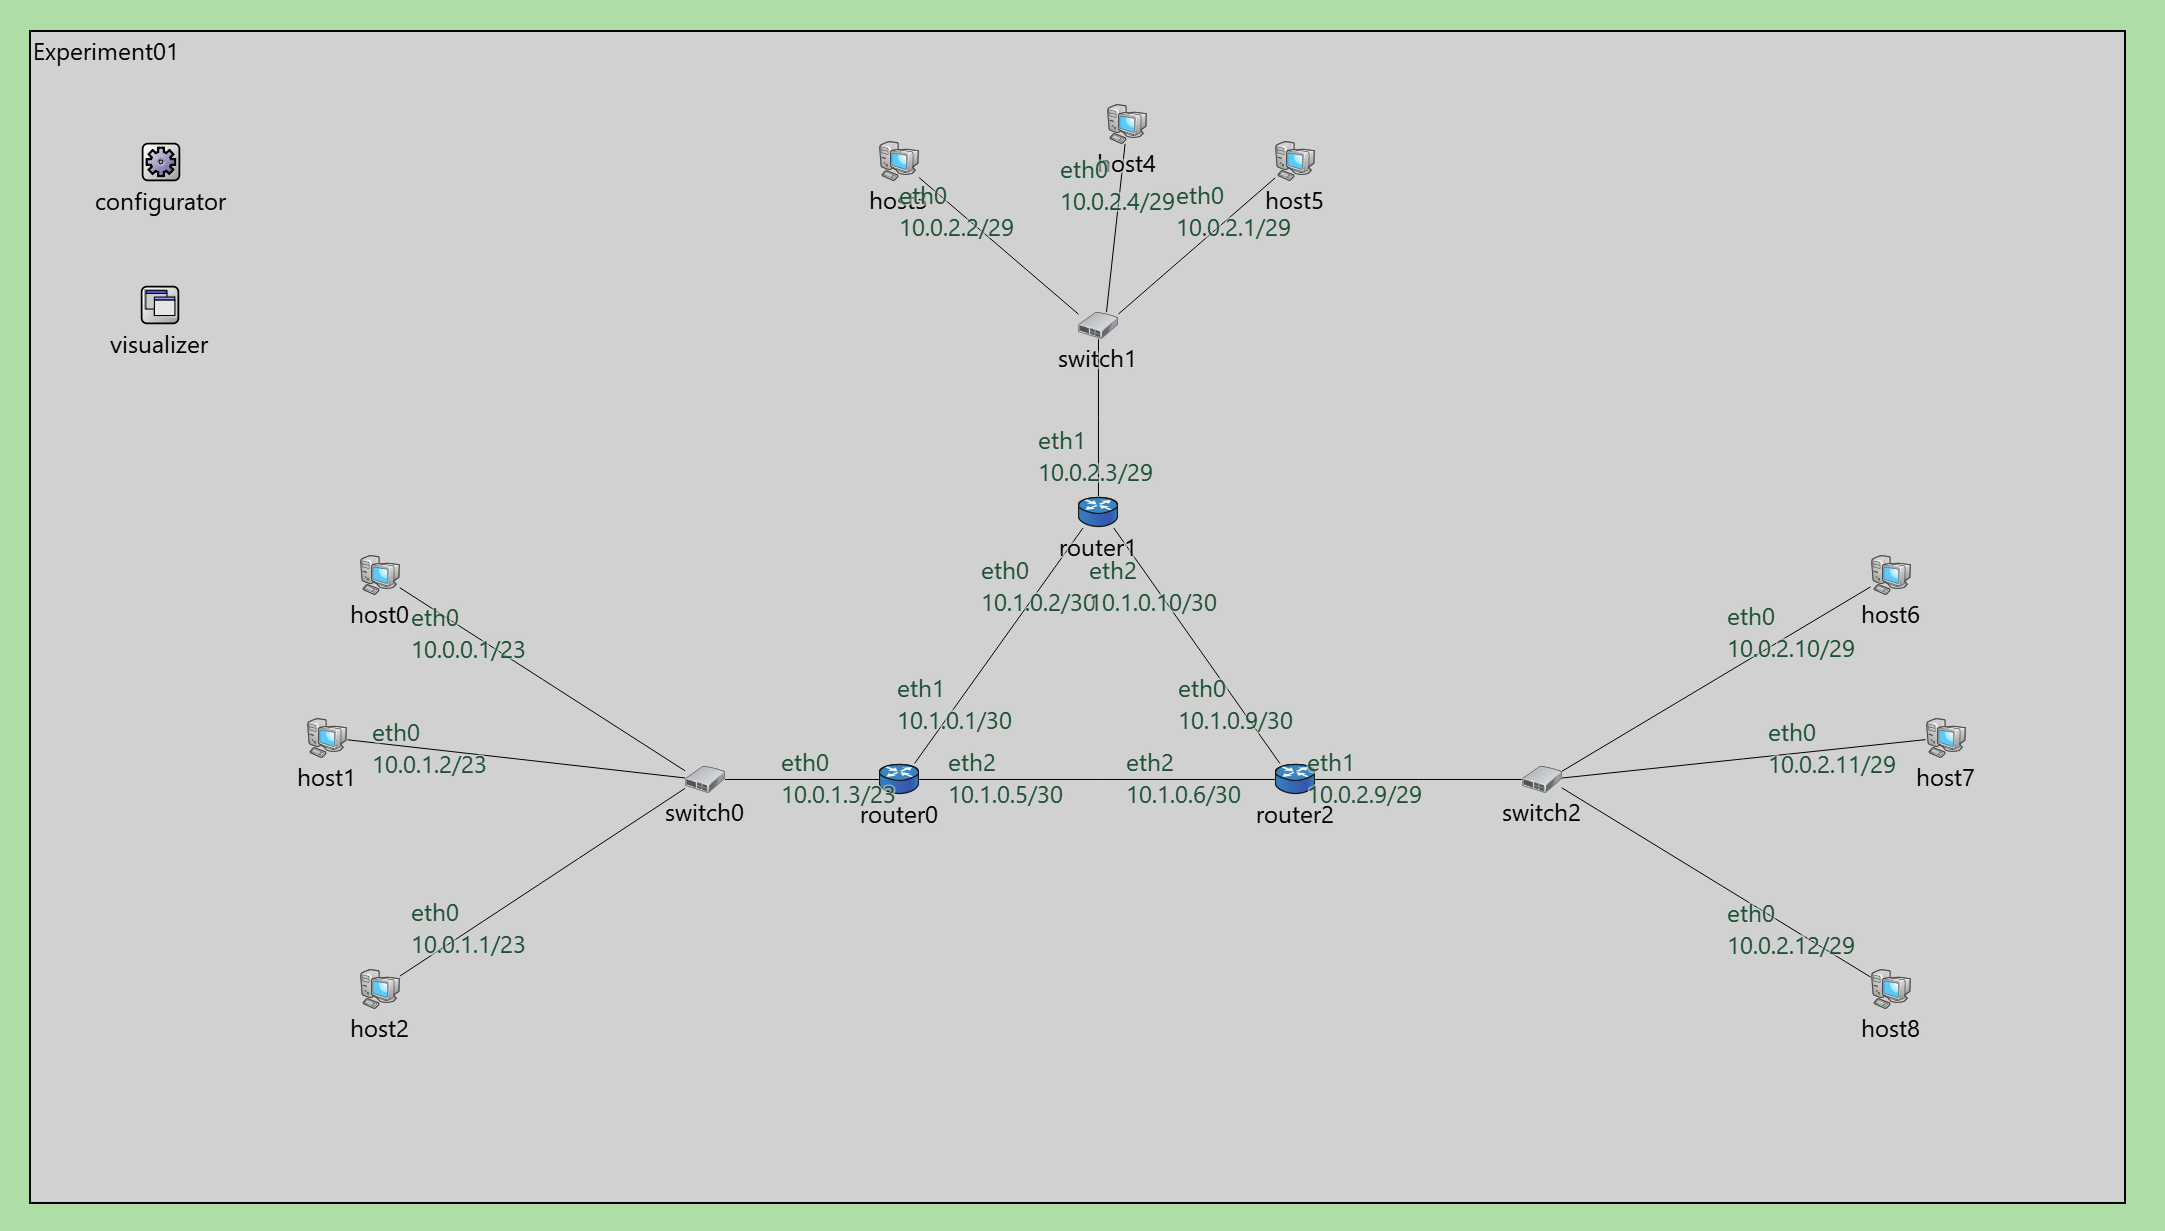 Experiment01
configurator
visualizer
host4
eth0
10.0.2.4/29
eth0
10.0.2.2/29
eth0
10.0.2.1/29
host5
switch1
eth1
10.0.2.3/29
router1
eth0
10.1.0.2/30
eth2
10.1.0.10/30
host0
eth0
10.0.0.1/23
host1
eth0
10.0.1.2/23
host2
eth0
10.0.1.1/23
switch0
eth0
10.0.1.3/23
router0
eth1
10.1.0.1/30
eth2
10.1.0.5/30
eth0
10.1.0.9/30
eth2
10.1.0.6/30
router2
eth1
10.0.2.9/29
switch2
host6
eth0
10.0.2.10/29
host7
eth0
10.0.2.11/29
host8
eth0
10.0.2.12/29